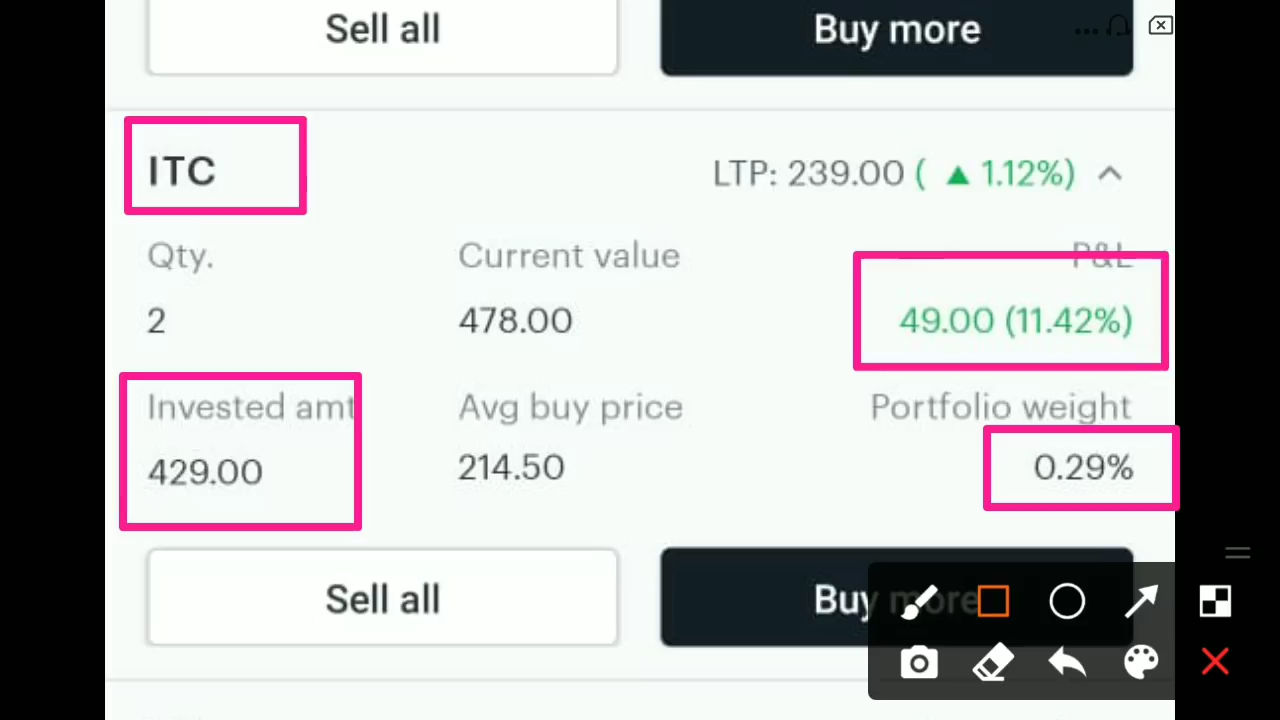 Sell all Buy more
ITC LTP: 239.00 ( ▲ 1.12%)
Qty. Current value P&L
2 478.00 49.00 (11.42%)
Invested amt Avg buy price Portfolio weight
429.00 214.50 0.29%
Sell all Buy more